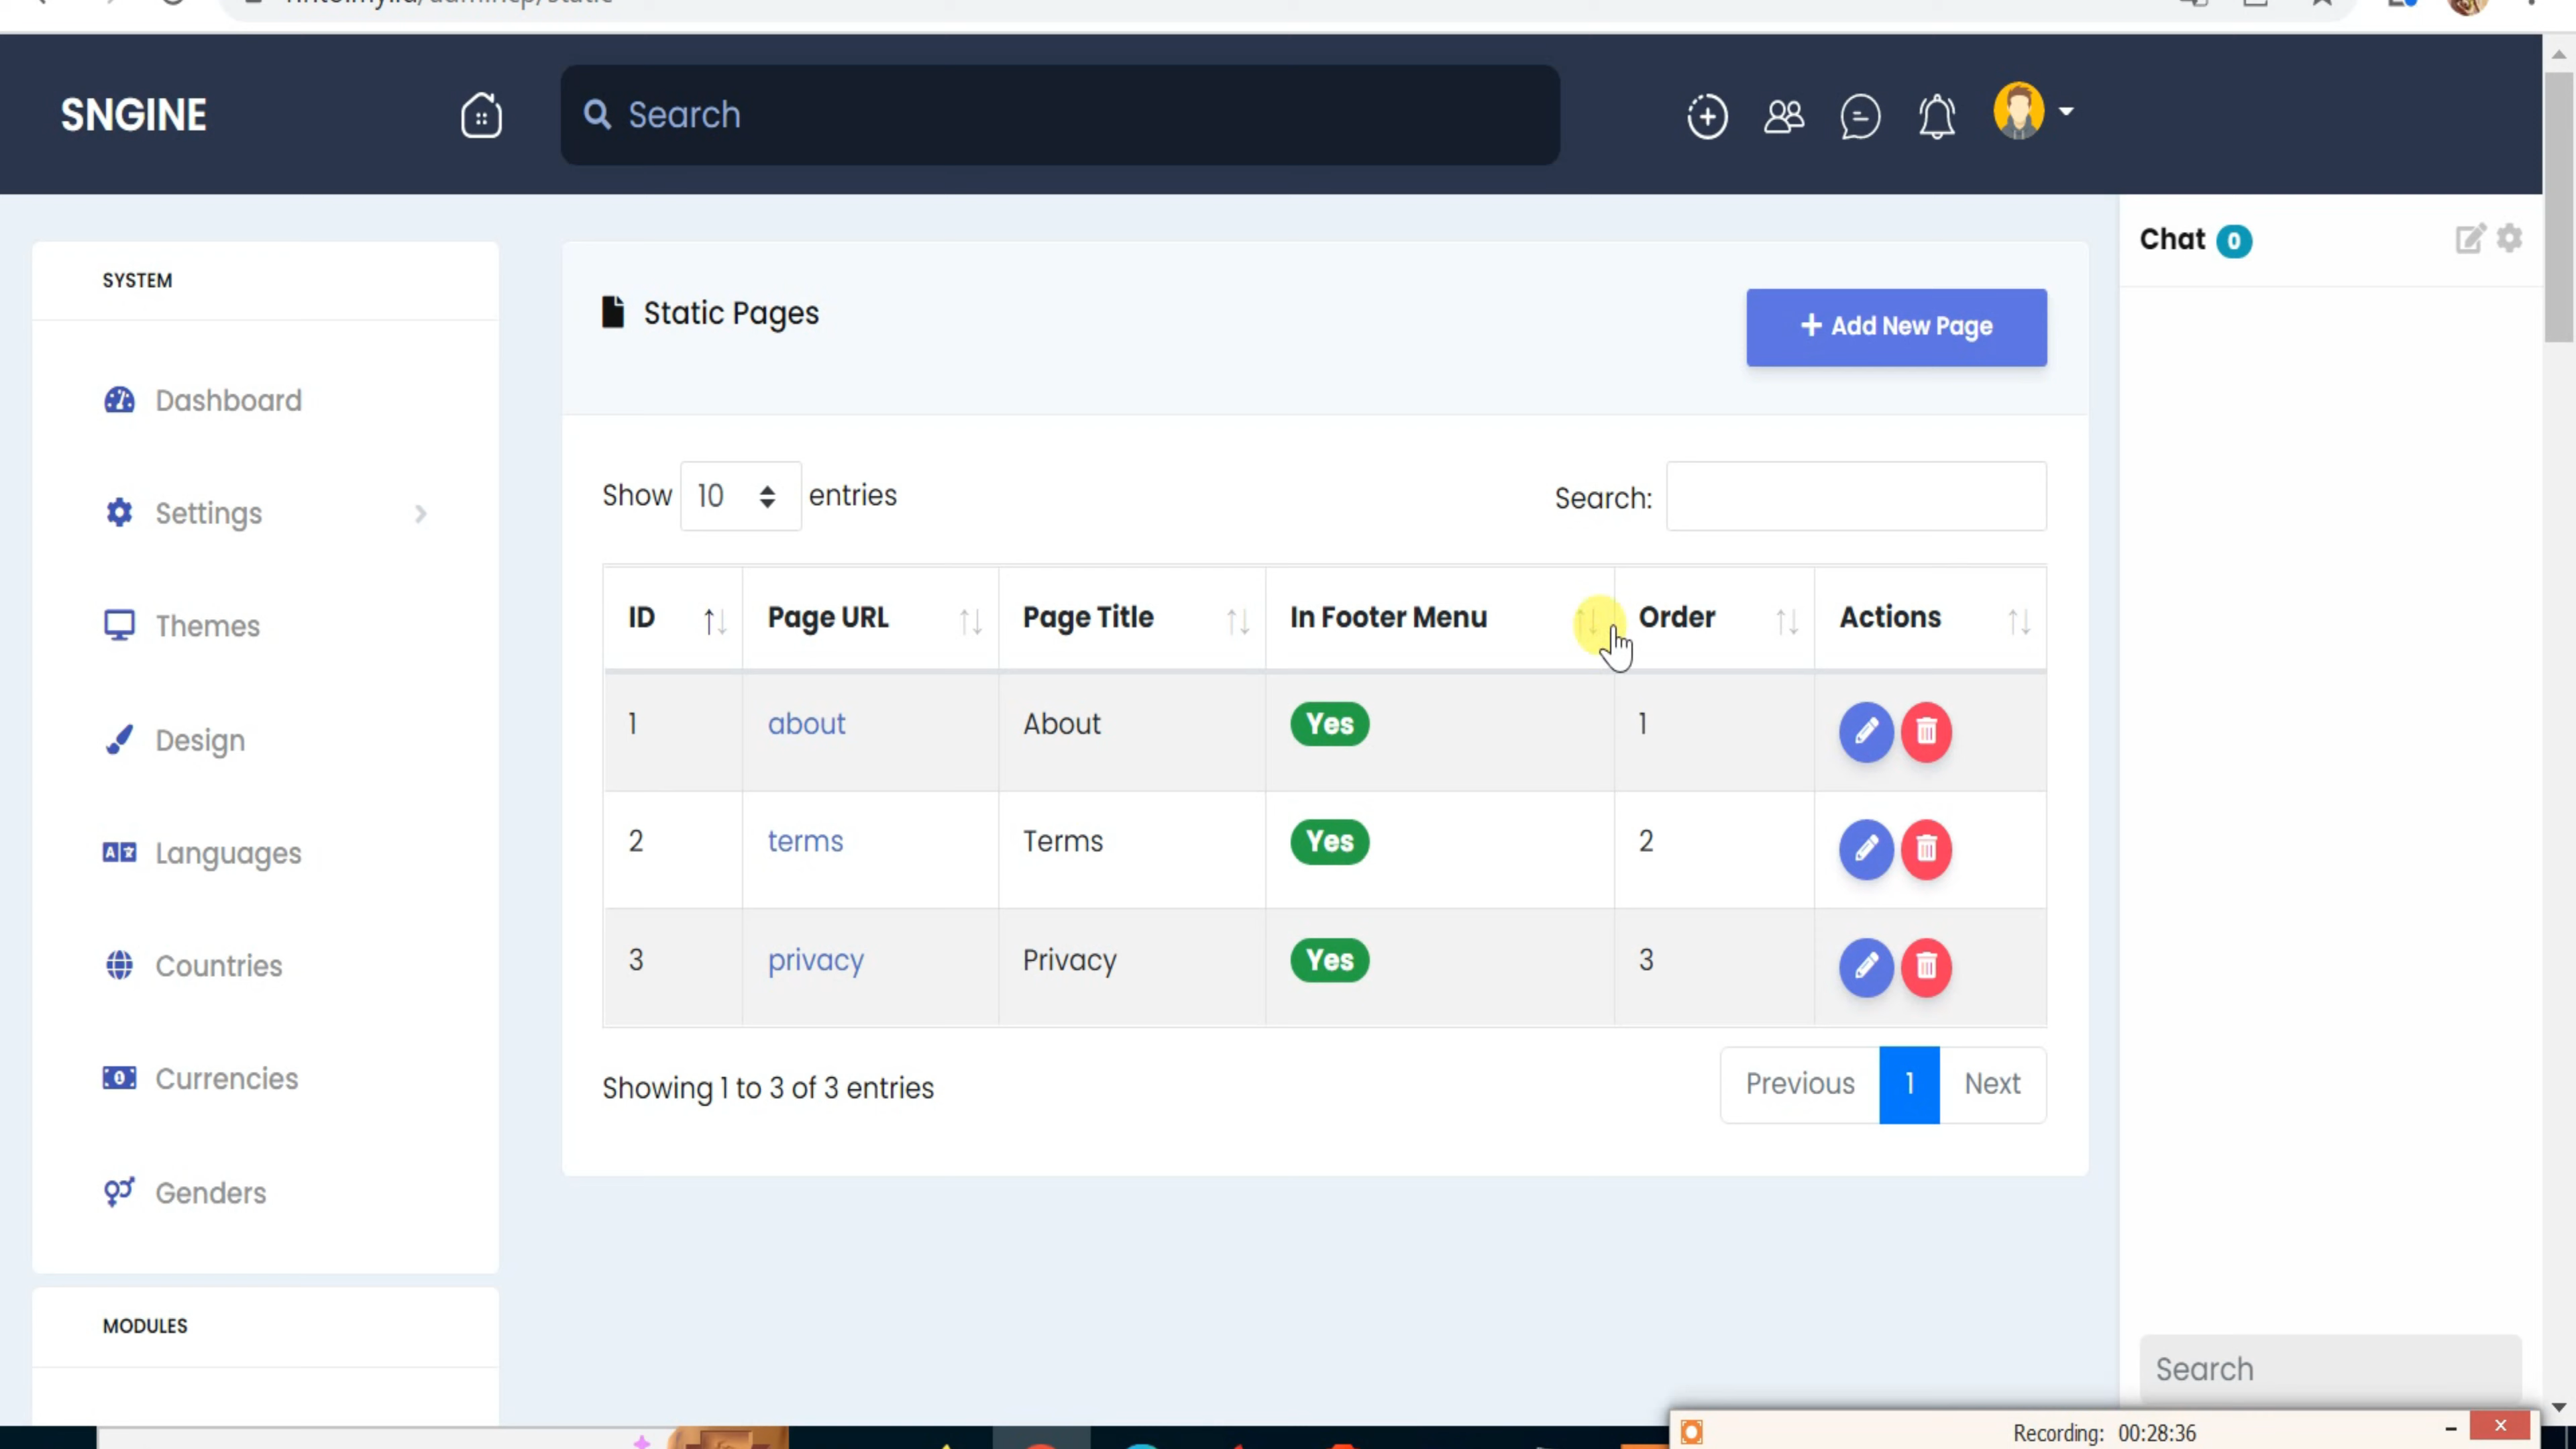 SNGINE
Search
Chat 0
SYSTEM
Dashboard
Settings
Themes
Design
Languages
Countries
Currencies
Genders
MODULES
Static Pages
+ Add New Page
Show 10 entries
Search:
ID Page URL Page Title In Footer Menu Order Actions
1 about About Yes 1
2 terms Terms Yes 2
3 privacy Privacy Yes 3
Showing 1 to 3 of 3 entries
Previous 1 Next
Search
Recording: 00:28:36